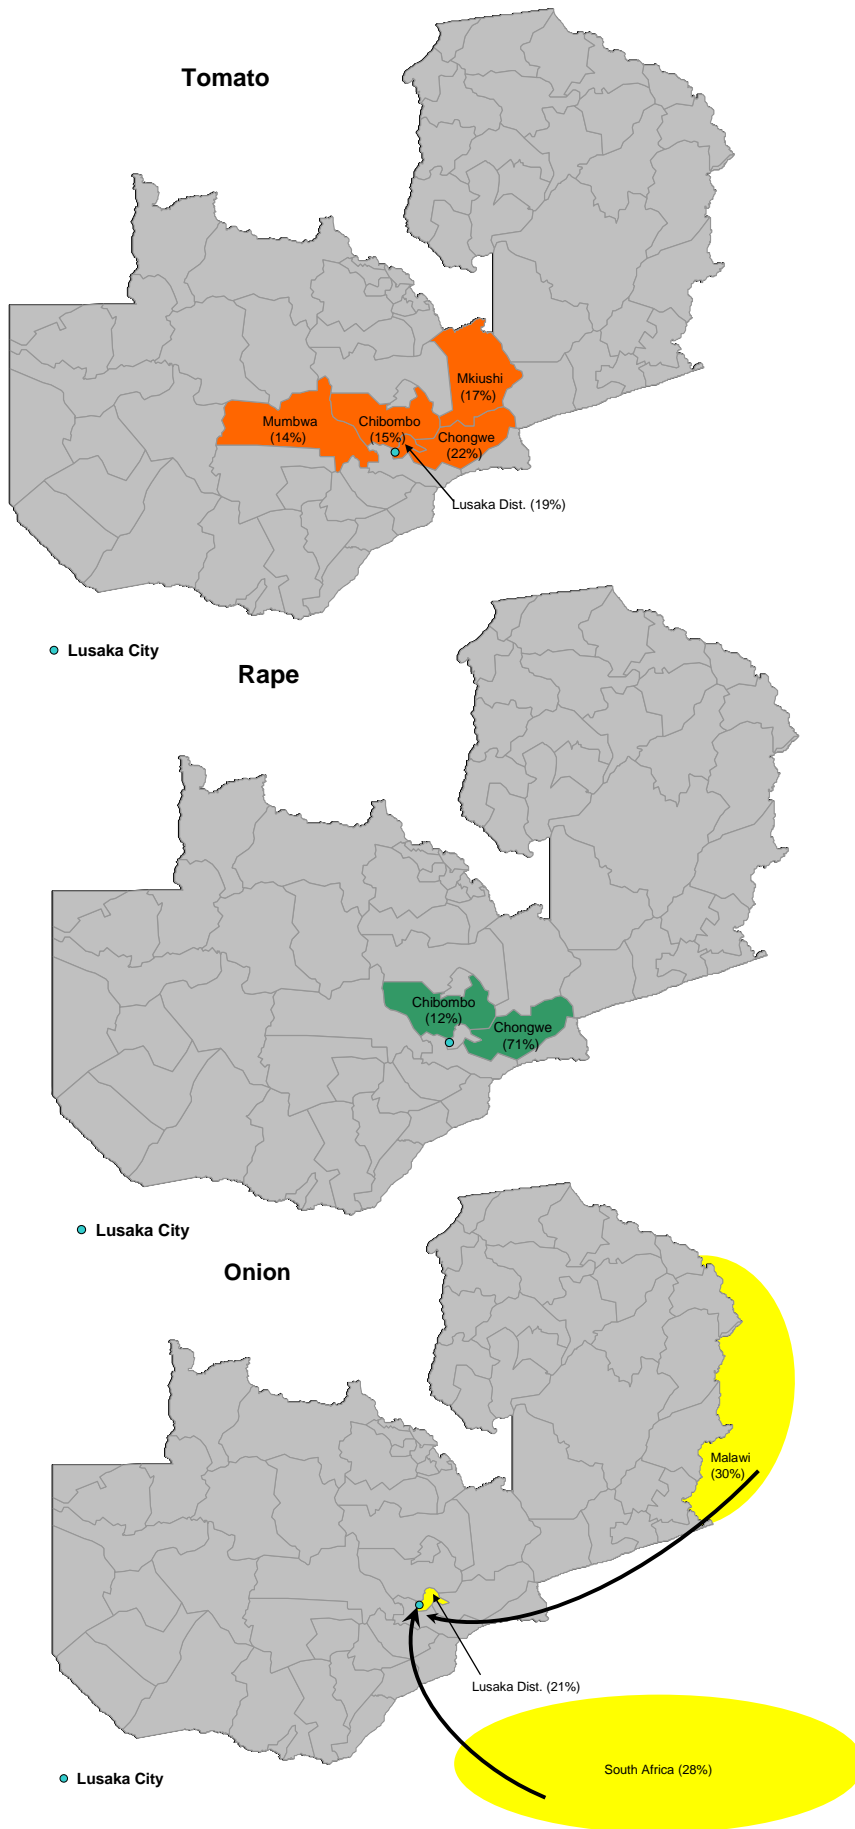 Tomato
Mkiushi
(17%)
Mumbwa
(14%)
Chibombo
(15%)
Chongwe
(22%)
Lusaka Dist. (19%)
Lusaka City
Rape
Chibombo
(12%)
Chongwe
(71%)
Lusaka City
Onion
Malawi
(30%)
Lusaka Dist. (21%)
South Africa (28%)
Lusaka City